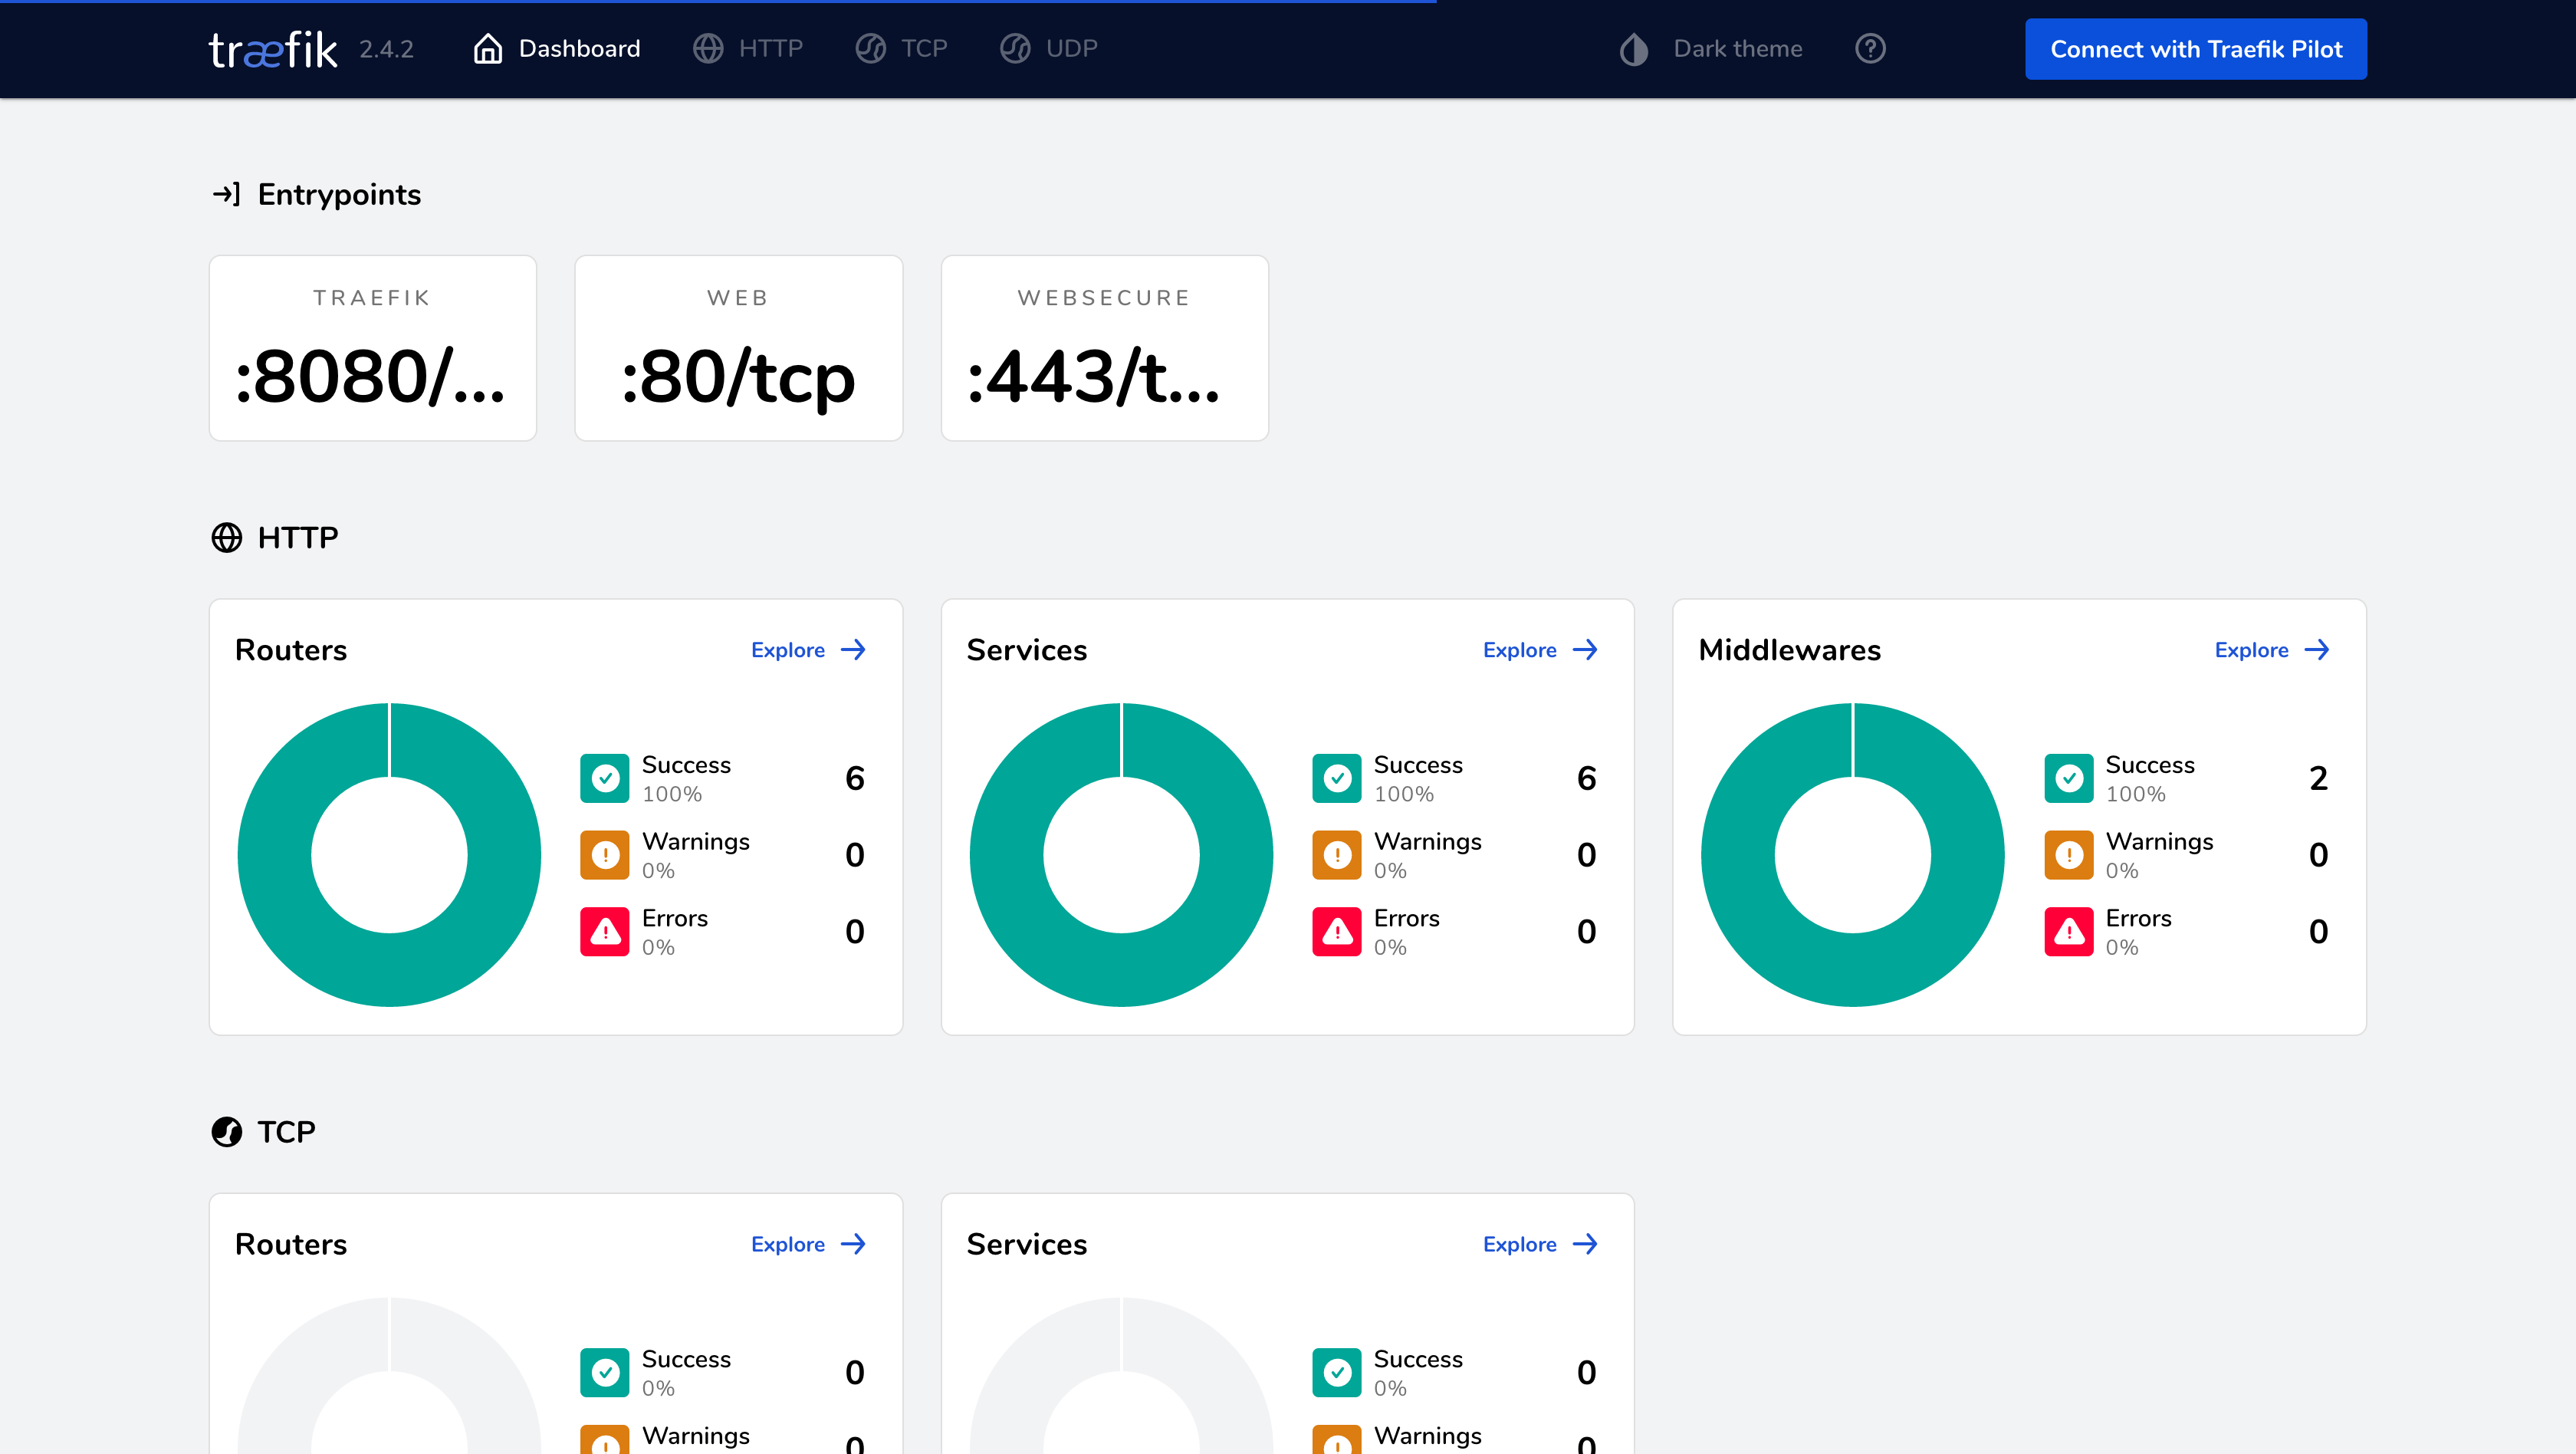 træfik 2.4.2 Dashboard HTTP TCP UDP Dark theme Connect with Traefik Pilot
Entrypoints
TRAEFIK WEB WEBSECURE
:8080/... :80/tcp :443/t...
HTTP
Routers Explore
Success 6
100%
Warnings 0
0%
Errors 0
0%
Services Explore
Success 6
100%
Warnings 0
0%
Errors 0
0%
Middlewares Explore
Success 2
100%
Warnings 0
0%
Errors 0
0%
TCP
Routers Explore
Success 0
0%
Warnings 0
Services Explore
Success 0
0%
Warnings 0